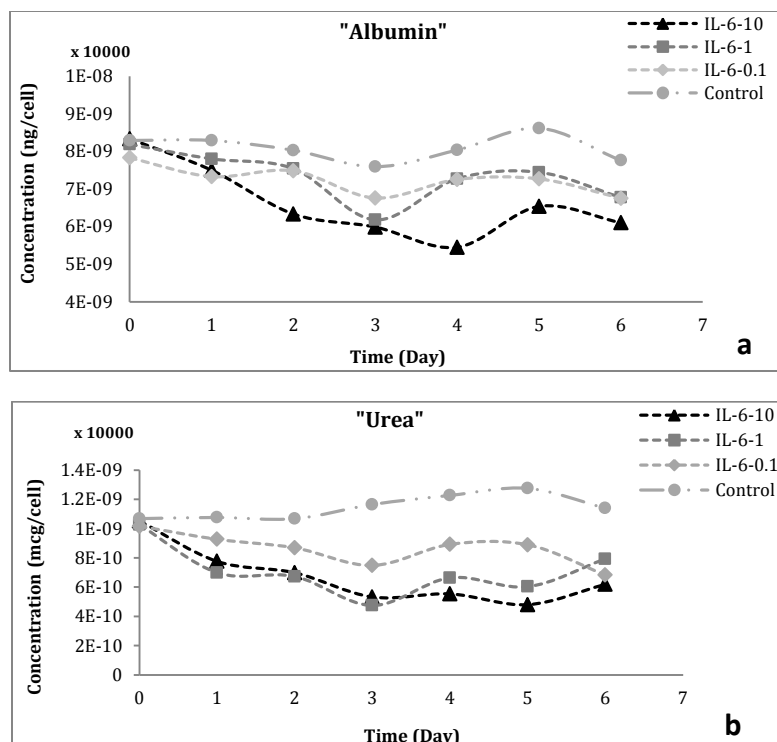 "Albumin"
x 10000
IL-6-10
IL-6-1
IL-6-0.1
Control
Concentration (ng/cell)
1E-08
9E-09
8E-09
7E-09
6E-09
5E-09
4E-09
0 1 2 3 4 5 6 7
Time (Day)
a
"Urea"
x 10000
IL-6-10
IL-6-1
IL-6-0.1
Control
Concentration (mcg/cell)
1.4E-09
1.2E-09
1E-09
8E-10
6E-10
4E-10
2E-10
0
0 1 2 3 4 5 6 7
Time (Day)
b